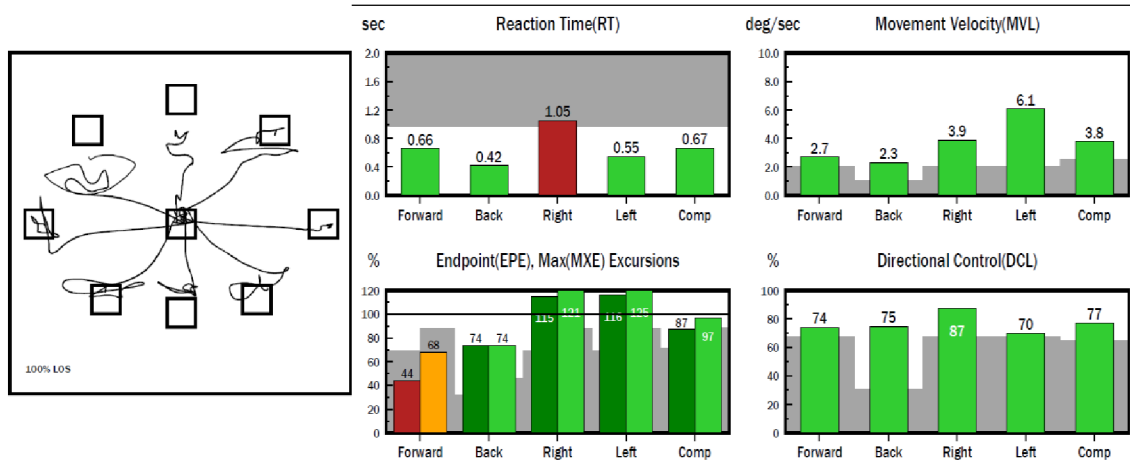 100% LOS
sec Reaction Time(RT)
2.0
1.6
1.2
0.8
0.4
0.0
0.66 0.42 1.05 0.55 0.67
Forward Back Right Left Comp
deg/sec Movement Velocity(MVL)
10.0
8.0
6.0
4.0
2.0
0.0
2.7 2.3 3.9 6.1 3.8
Forward Back Right Left Comp
% Endpoint(EPE), Max(MXE) Excursions
120
100
80
60
40
20
0
44 68 74 74 115 121 116 125 87 97
Forward Back Right Left Comp
% Directional Control(DCL)
100
80
60
40
20
0
74 75 87 70 77
Forward Back Right Left Comp